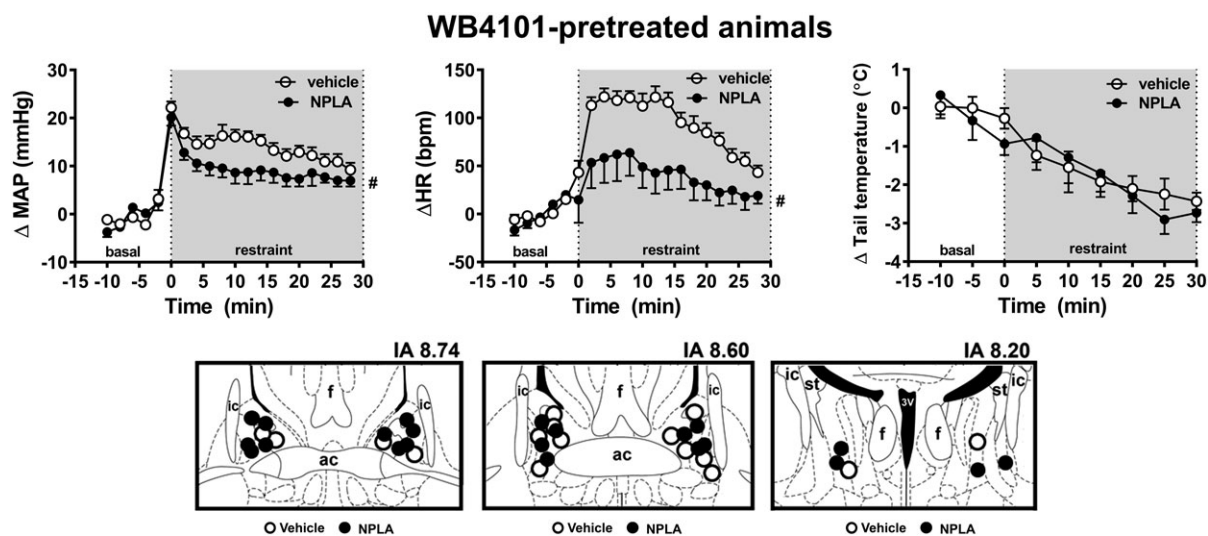 WB4101-pretreated animals
30
20
10
0
-10
Δ MAP (mmHg)
vehicle
NPLA
basal
restraint
#
-15 -10 -5 0 5 10 15 20 25 30
Time (min)
150
100
50
0
-50
ΔHR (bpm)
vehicle
NPLA
basal
restraint
#
-15 -10 -5 0 5 10 15 20 25 30
Time (min)
1
0
-1
-2
-3
-4
Δ Tail temperature (°C)
vehicle
NPLA
basal
restraint
-15 -10 -5 0 5 10 15 20 25 30
Time (min)
IA 8.74
ic
f
ic
ac
Vehicle NPLA
IA 8.60
ic
f
ic
ac
Vehicle NPLA
IA 8.20
ic
st
3V
f
f
st
ic
Vehicle NPLA